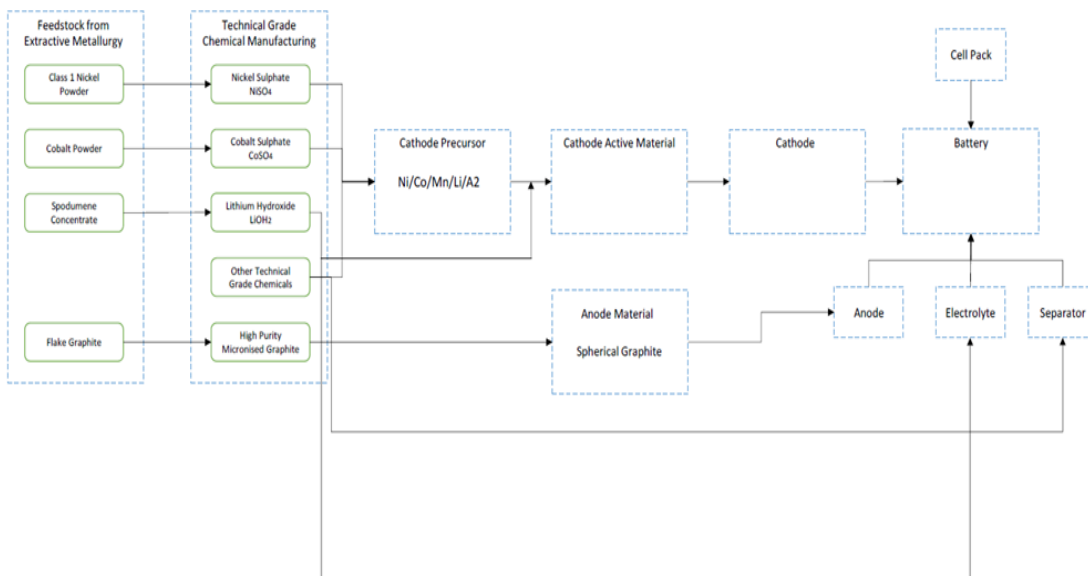 Feedstock from
Extractive Metallurgy
Technical Grade
Chemical Manufacturing
Cell Pack
Class 1 Nickel
Powder
Nickel Sulphate
NiSO4
Cobalt Powder
Cobalt Sulphate
CoSO4
Cathode Precursor
Ni/Co/Mn/Li/A2
Cathode Active Material
Cathode
Battery
Spodumene
Concentrate
Lithium Hydroxide
LiOH2
Other Technical
Grade Chemicals
Flake Graphite
High Purity
Micronised Graphite
Anode Material
Spherical Graphite
Anode
Electrolyte
Separator